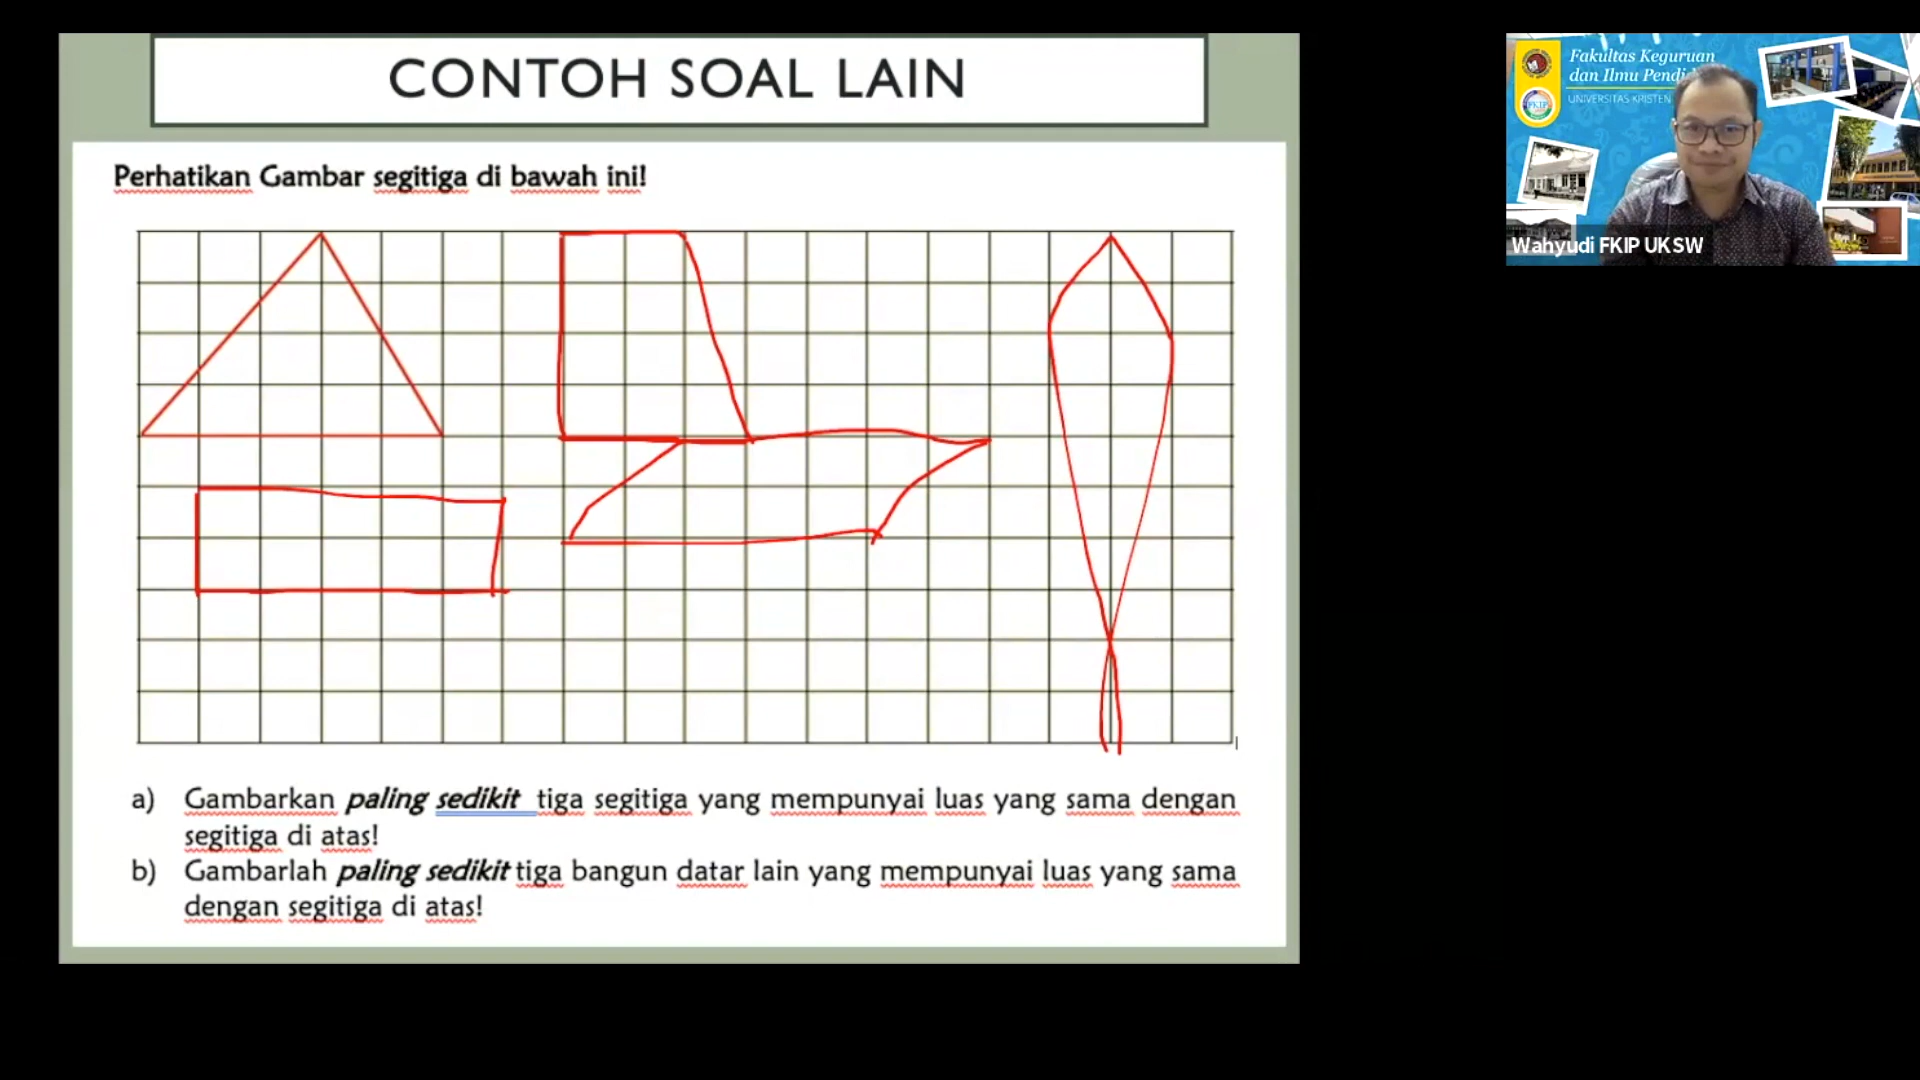 CONTOH SOAL LAIN
Perhatikan Gambar segitiga di bawah ini!
a) Gambarkan paling sedikit tiga segitiga yang mempunyai luas yang sama dengan
segitiga di atas!
b) Gambarlah paling sedikit tiga bangun datar lain yang mempunyai luas yang sama
dengan segitiga di atas!
Fakultas Keguruan
dan Ilmu Pendi
UNIVERSITAS KRISTEN
FKIP
Wahyudi FKIP UKSW